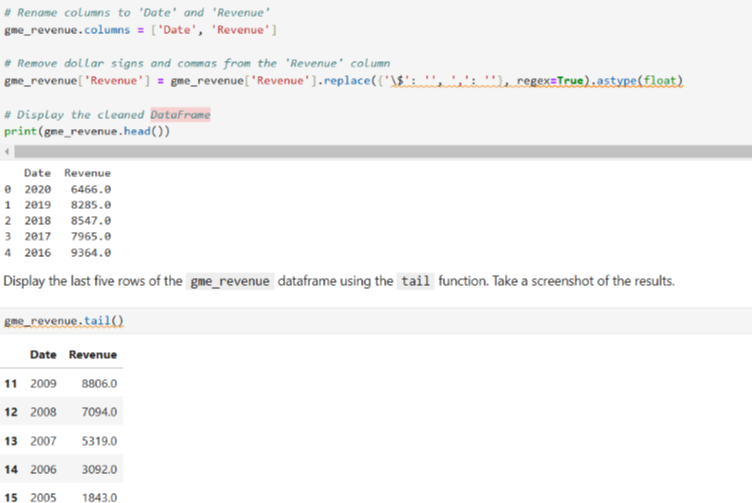 # Rename columns to 'Date' and 'Revenue'
gme_revenue.columns = ['Date', 'Revenue']
# Remove dollar signs and commas from the 'Revenue' column
gme_revenue['Revenue'] = gme_revenue['Revenue'].replace({'\$': '', ',': ''}, regex=True).astype(float)
# Display the cleaned DataFrame
print(gme_revenue.head())
Date Revenue
0 2020 6466.0
1 2019 8285.0
2 2018 8547.0
3 2017 7965.0
4 2016 9364.0
Display the last five rows of the gme_revenue dataframe using the tail function. Take a screenshot of the results.
gme_revenue.tail()
Date Revenue
11 2009 8806.0
12 2008 7094.0
13 2007 5319.0
14 2006 3092.0
15 2005 1843.0